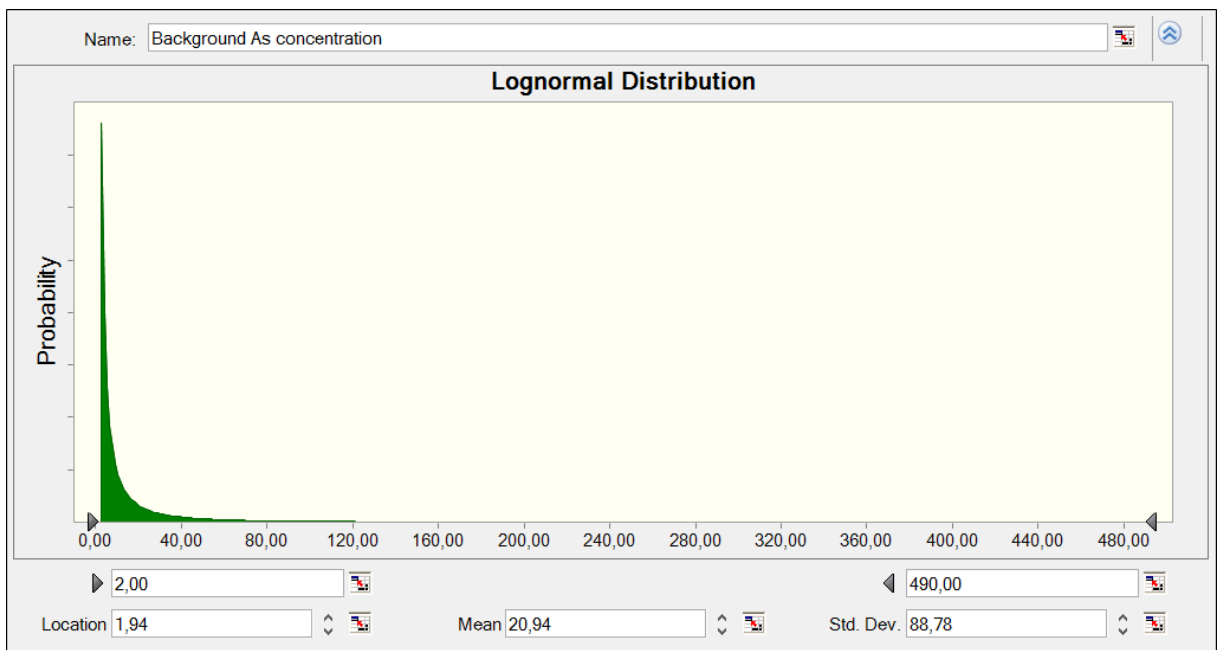 Name: Background As concentration
Lognormal Distribution
Probability
0,00 40,00 80,00 120,00 160,00 200,00 240,00 280,00 320,00 360,00 400,00 440,00 480,00
2,00 490,00
Location 1,94 Mean 20,94 Std. Dev. 88,78